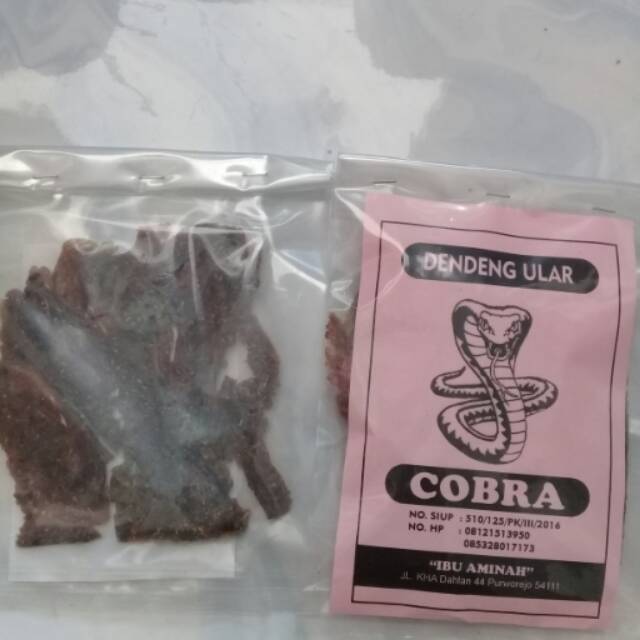 DENDENG ULAR
COBRA
NO. SIUP : 510/125/PK/III/2016
NO. HP : 08121513950
085328017173
"IBU AMINAH"
JL. KHA Dahlan 44 Purworejo 54111